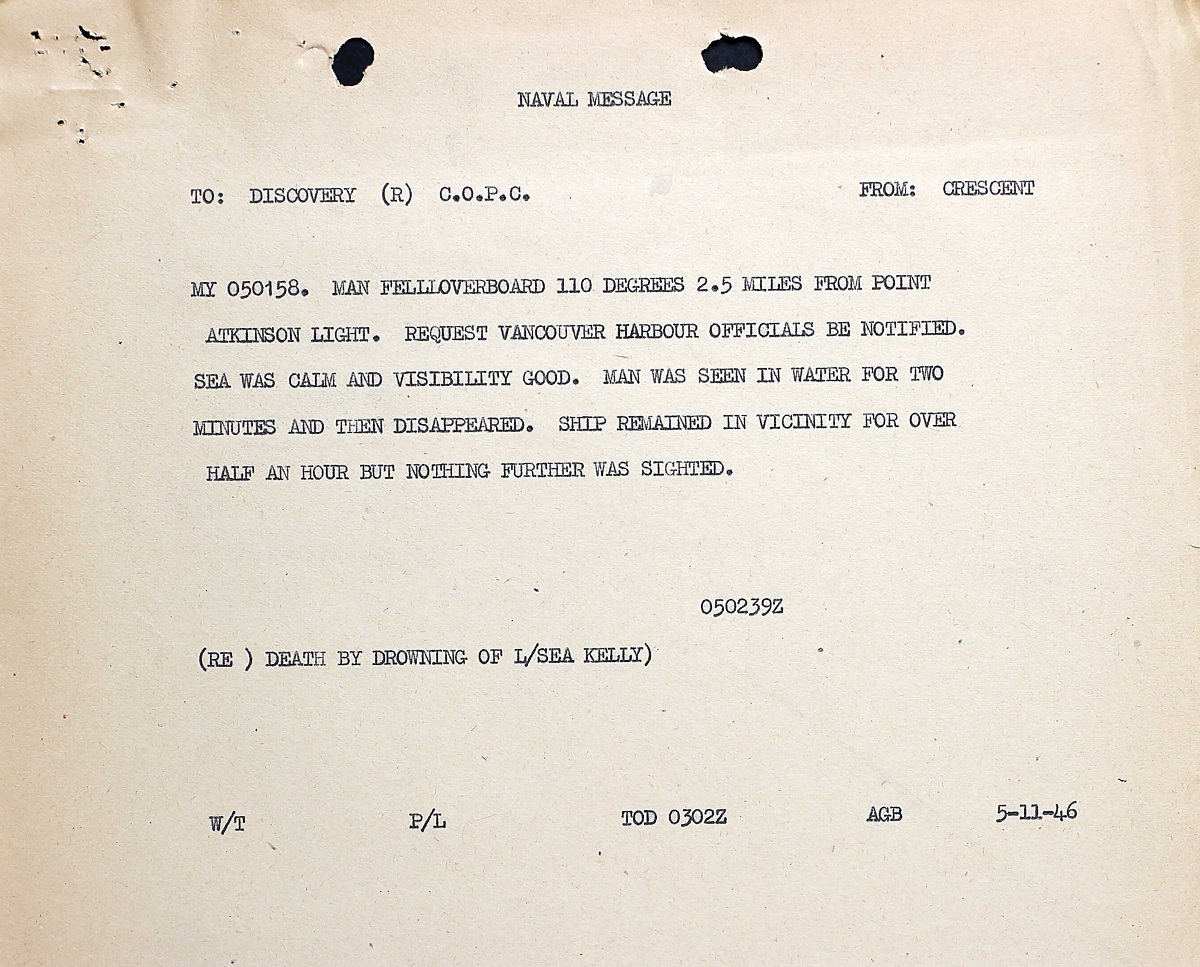 NAVAL MESSAGE
TO: DISCOVERY (R) C.O.P.C. FROM: CRESCENT
MY 050158. MAN FELLLOVERBOARD 110 DEGREES 2.5 MILES FROM POINT
ATKINSON LIGHT. REQUEST VANCOUVER HARBOUR OFFICIALS BE NOTIFIED.
SEA WAS CALM AND VISIBILITY GOOD. MAN WAS SEEN IN WATER FOR TWO
MINUTES AND THEN DISAPPEARED. SHIP REMAINED IN VICINITY FOR OVER
HALF AN HOUR BUT NOTHING FURTHER WAS SIGHTED.
050239Z
(RE ) DEATH BY DROWNING OF L/SEA KELLY)
W/T P/L TOD 0302Z AGB 5-11-46